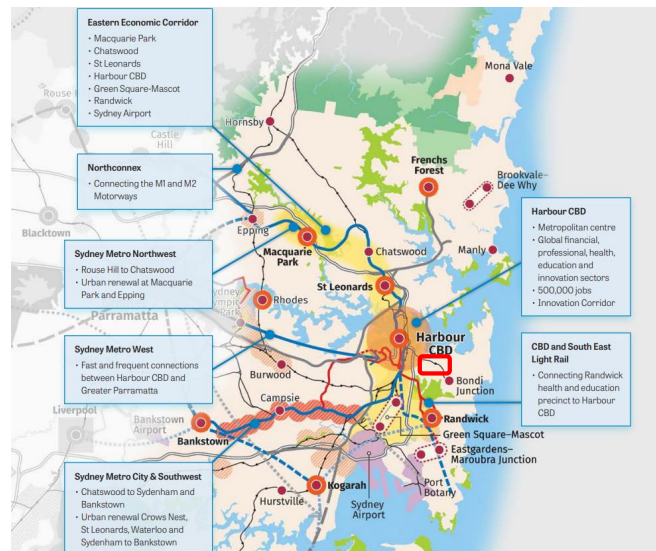 Eastern Economic Corridor
• Macquarie Park
• Chatswood
• St Leonards
• Harbour CBD
• Green Square-Mascot
• Randwick
• Sydney Airport
Northconnex
• Connecting the M1 and M2
Motorways
Sydney Metro Northwest
• Rouse Hill to Chatswood
• Urban renewal at Macquarie
Park and Epping
Sydney Metro West
• Fast and frequent connections
between Harbour CBD and
Greater Parramatta
Sydney Metro City & Southwest
• Chatswood to Sydenham and
Bankstown
• Urban renewal Crows Nest,
St Leonards, Waterloo and
Sydenham to Bankstown
Harbour CBD
• Metropolitan centre
• Global financial,
professional, health,
education and
innovation sectors
• 500,000 jobs
• Innovation Corridor
CBD and South East
Light Rail
• Connecting Randwick
health and education
precinct to Harbour
CBD
Mona Vale
Rouse
Hornsby
Castle
Hill
Frenchs
Forest
Brookvale–
Dee Why
Blacktown
Epping
Macquarie
Park
Chatswood
Manly
St Leonards
Rhodes
Parramatta
Harbour
CBD
Burwood
Bondi
Junction
Campsie
Liverpool
Bankstown
Airport
Bankstown
Randwick
Green Square–Mascot
Eastgardens–
Maroubra Junction
Kogarah
Hurstville
Sydney
Airport
Port
Botany